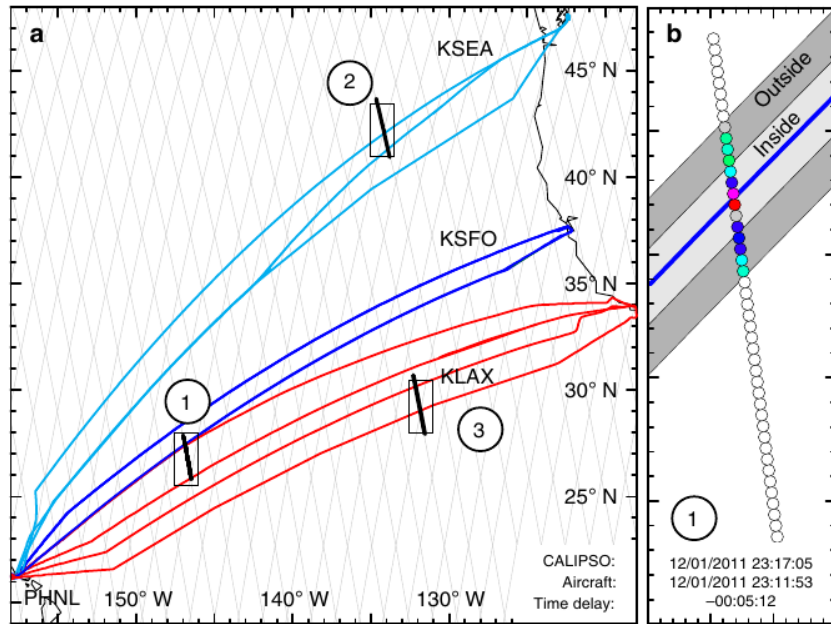 a
KSEA
45° N
2
40° N
KSFO
35° N
KLAX
30° N
1
3
25° N
PHNL
150° W
140° W
130° W
CALIPSO:
Aircraft:
Time delay:
b
Outside
Inside
1
12/01/2011 23:17:05
12/01/2011 23:11:53
–00:05:12